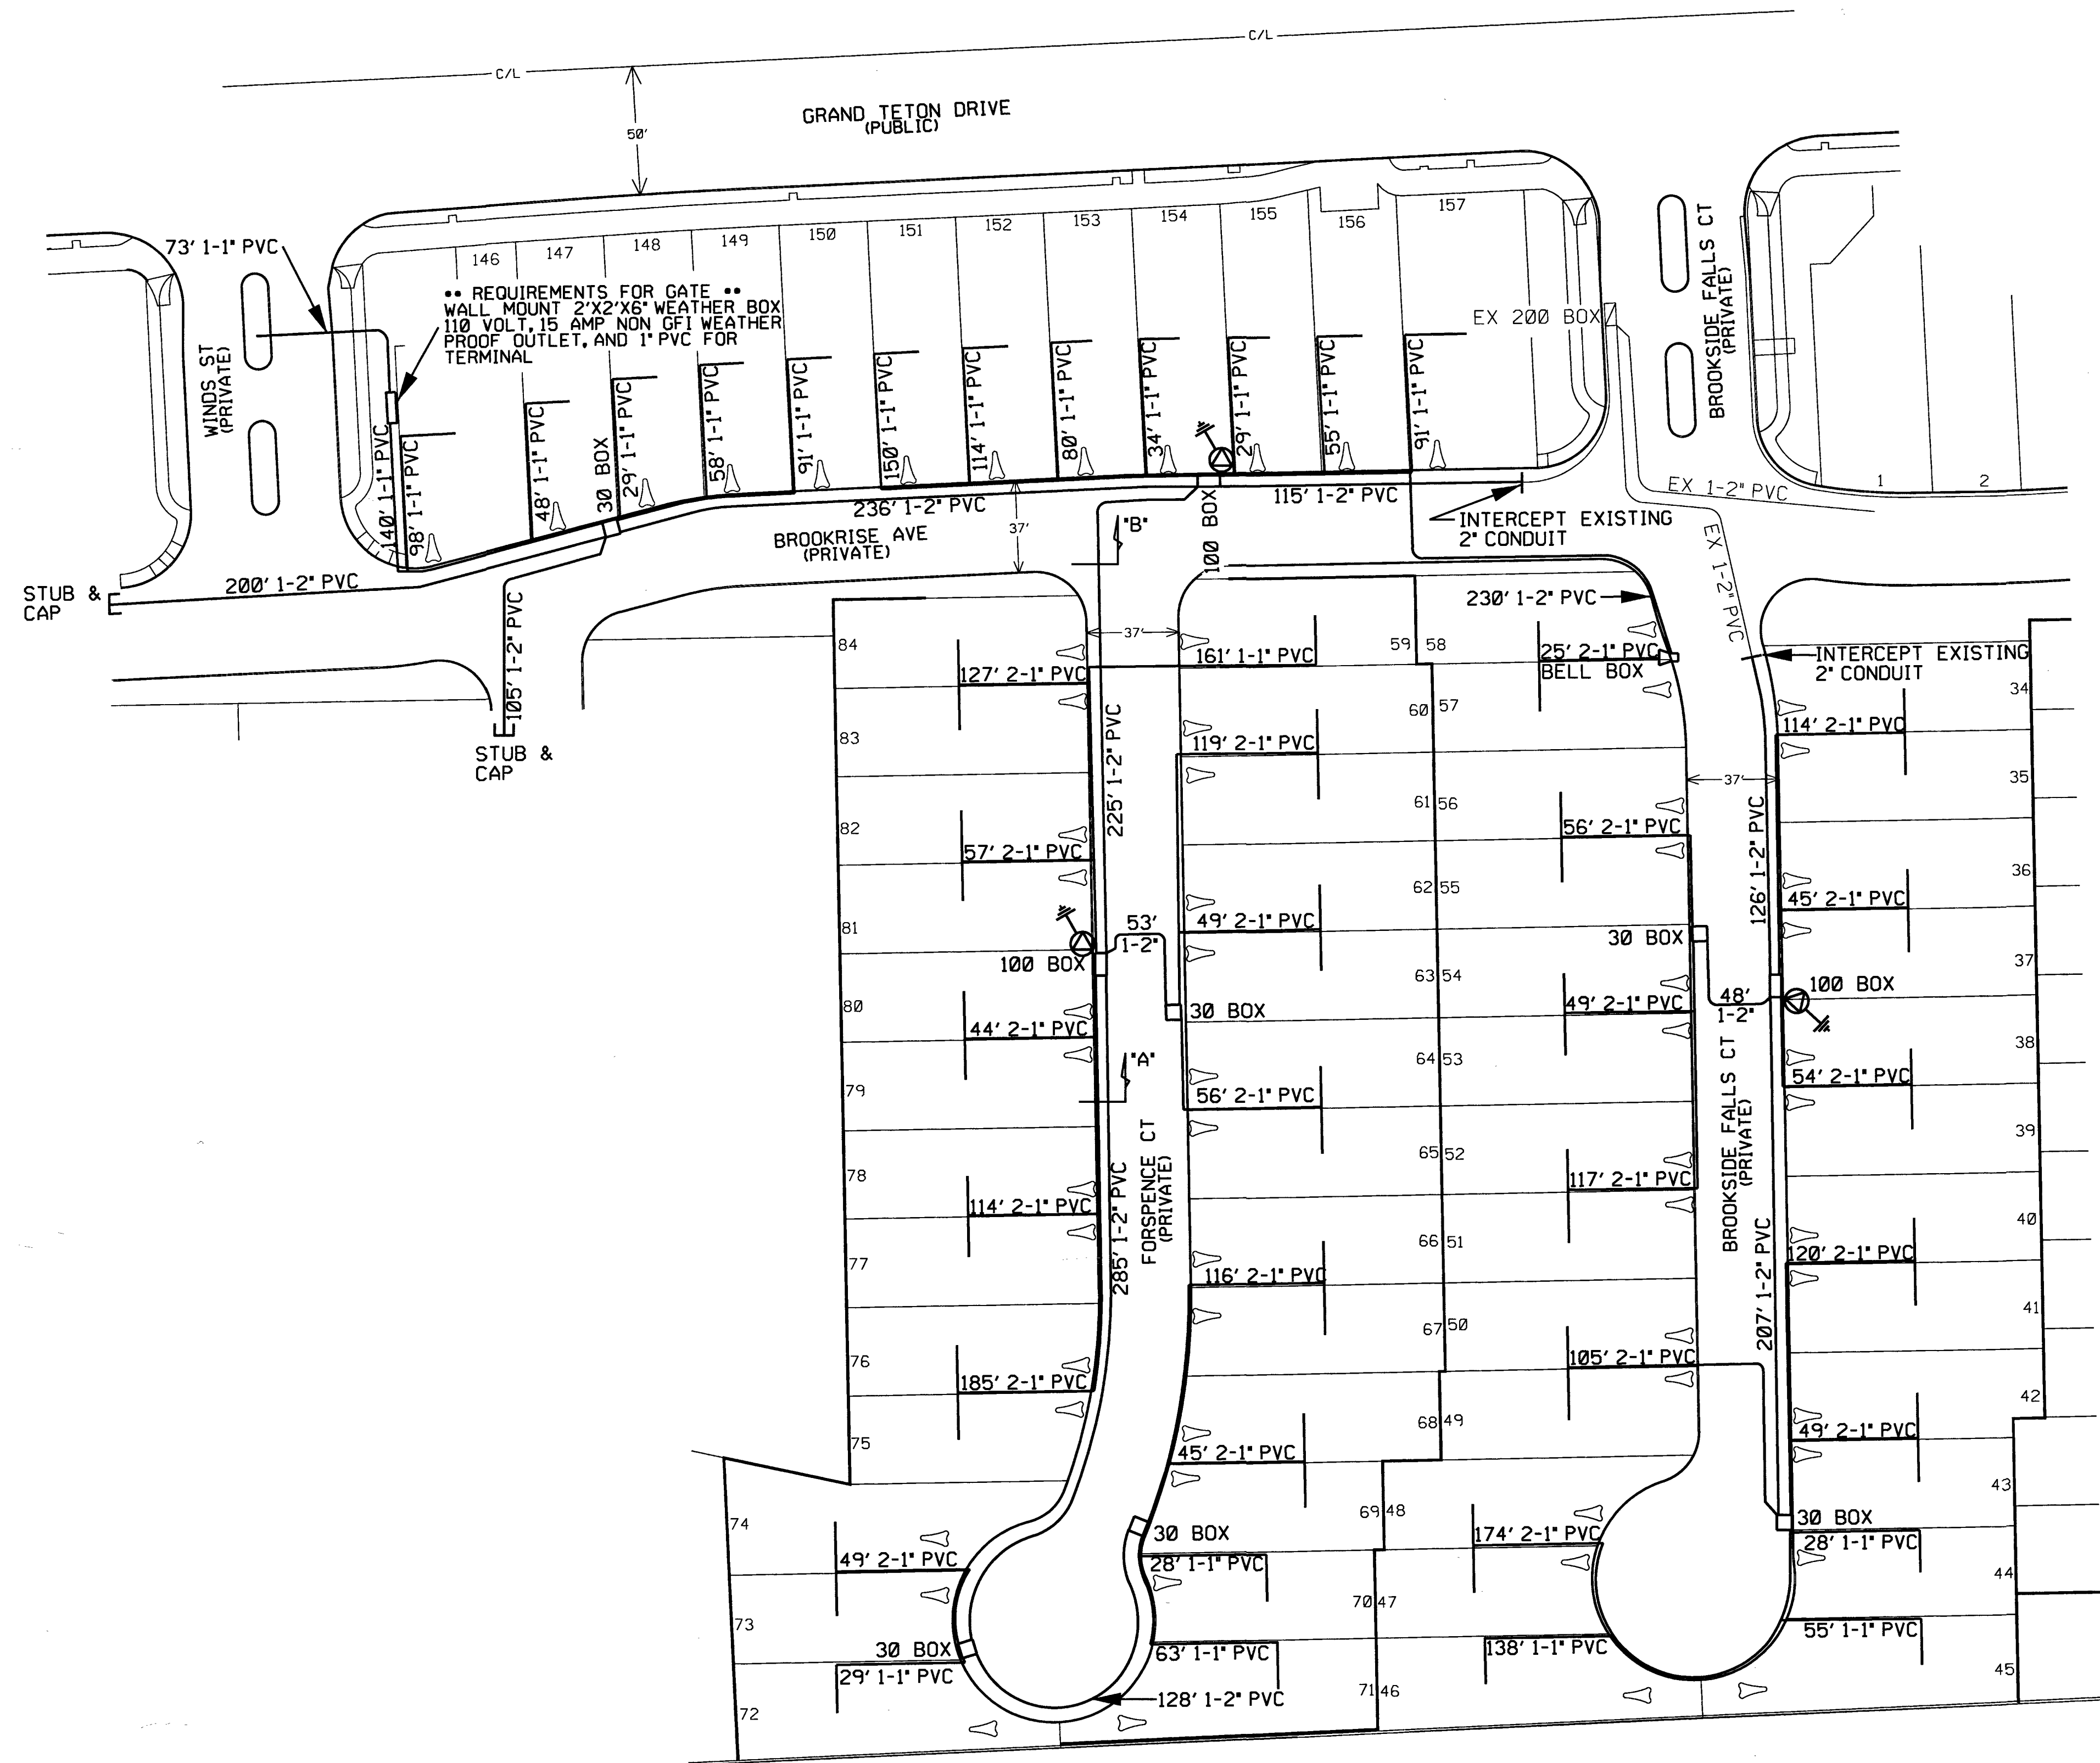 C/L
C/L
50'
GRAND TETON DRIVE
(PUBLIC)
73' 1-1" PVC
146
147
148
149
150
151
152
153
154
155
156
157
•• REQUIREMENTS FOR GATE ••
WALL MOUNT 2'X2'X6" WEATHER BOX
110 VOLT, 15 AMP NON GFI WEATHER
PROOF OUTLET, AND 1" PVC FOR
TERMINAL
WINDS ST
(PRIVATE)
EX 200 BOX
BROOKSIDE FALLS CT
(PRIVATE)
140' 1-1" PVC
98' 1-1" PVC
48' 1-1" PVC
30 BOX
29' 1-1" PVC
58' 1-1" PVC
91' 1-1" PVC
150' 1-1" PVC
114' 1-1" PVC
80' 1-1" PVC
34' 1-1" PVC
29' 1-1" PVC
55' 1-1" PVC
91' 1-1" PVC
1
2
EX 1-2" PVC
236' 1-2" PVC
115' 1-2" PVC
BROOKRISE AVE
(PRIVATE)
37'
"B"
100 BOX
INTERCEPT EXISTING
2" CONDUIT
EX 1-2" PVC
STUB &
CAP
200' 1-2" PVC
105' 1-2" PVC
STUB &
CAP
230' 1-2" PVC
84
37'
127' 2-1" PVC
161' 1-1" PVC
59
58
25' 2-1" PVC
BELL BOX
INTERCEPT EXISTING
2" CONDUIT
34
83
225' 1-2" PVC
119' 2-1" PVC
60
57
114' 2-1" PVC
37'
35
82
57' 2-1" PVC
61
56
56' 2-1" PVC
126' 1-2" PVC
36
81
53'
1-2"
49' 2-1" PVC
62
55
30 BOX
45' 2-1" PVC
100 BOX
37
80
44' 2-1" PVC
30 BOX
63
54
49' 2-1" PVC
48'
1-2"
100 BOX
38
79
"A"
56' 2-1" PVC
64
53
54' 2-1" PVC
BROOKSIDE FALLS CT
(PRIVATE)
39
78
114' 2-1" PVC
285' 1-2" PVC
FORSPENCE CT
(PRIVATE)
65
52
117' 2-1" PVC
40
77
116' 2-1" PVC
66
51
207' 1-2" PVC
120' 2-1" PVC
41
76
185' 2-1" PVC
67
50
105' 2-1" PVC
42
75
45' 2-1" PVC
68
49
49' 2-1" PVC
43
74
49' 2-1" PVC
30 BOX
28' 1-1" PVC
69
48
174' 2-1" PVC
30 BOX
28' 1-1" PVC
44
73
30 BOX
29' 1-1" PVC
63' 1-1" PVC
70
47
138' 1-1" PVC
55' 1-1" PVC
45
72
128' 1-2" PVC
71
46